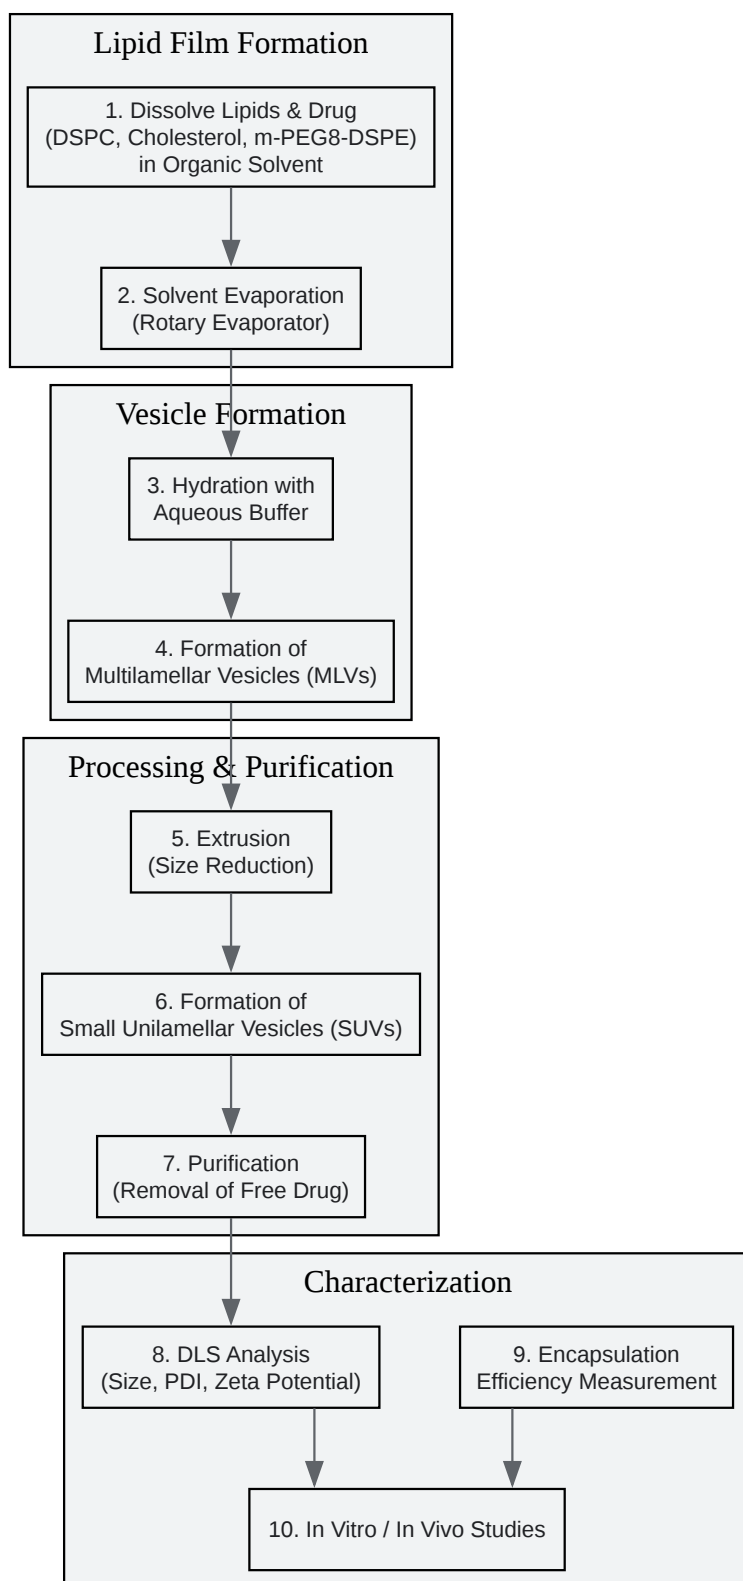 Lipid Film Formation
1. Dissolve Lipids & Drug
(DSPC, Cholesterol, m-PEG8-DSPE)
in Organic Solvent
2. Solvent Evaporation
(Rotary Evaporator)
Vesicle Formation
3. Hydration with
Aqueous Buffer
4. Formation of
Multilamellar Vesicles (MLVs)
Processing & Purification
5. Extrusion
(Size Reduction)
6. Formation of
Small Unilamellar Vesicles (SUVs)
7. Purification
(Removal of Free Drug)
Characterization
8. DLS Analysis
(Size, PDI, Zeta Potential)
9. Encapsulation
Efficiency Measurement
10. In Vitro / In Vivo Studies